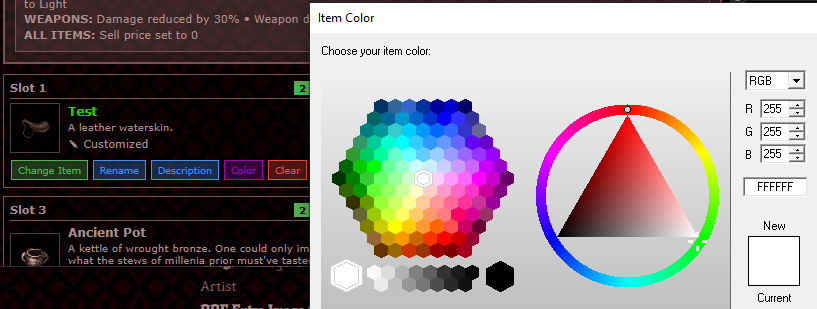 to Light
WEAPONS: Damage reduced by 30% • Weapon d
ALL ITEMS: Sell price set to 0
Slot 1
2
Test
A leather waterskin.
Customized
Change Item
Rename
Description
Color
Clear
Slot 3
2
Ancient Pot
A kettle of wrought bronze. One could only im
what the stews of millenia prior must've taste
Artist
Item Color
Choose your item color:
RGB
R 255
G 255
B 255
FFFFFF
New
Current